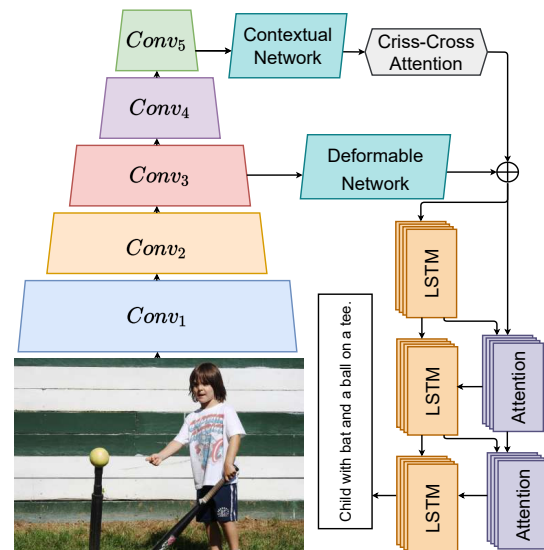 Conv5
Contextual
Network
Criss-Cross
Attention
Conv4
Conv3
Deformable
Network
Conv2
LSTM
Conv1
Child with bat and a ball on a tee.
LSTM
Attention
LSTM
Attention